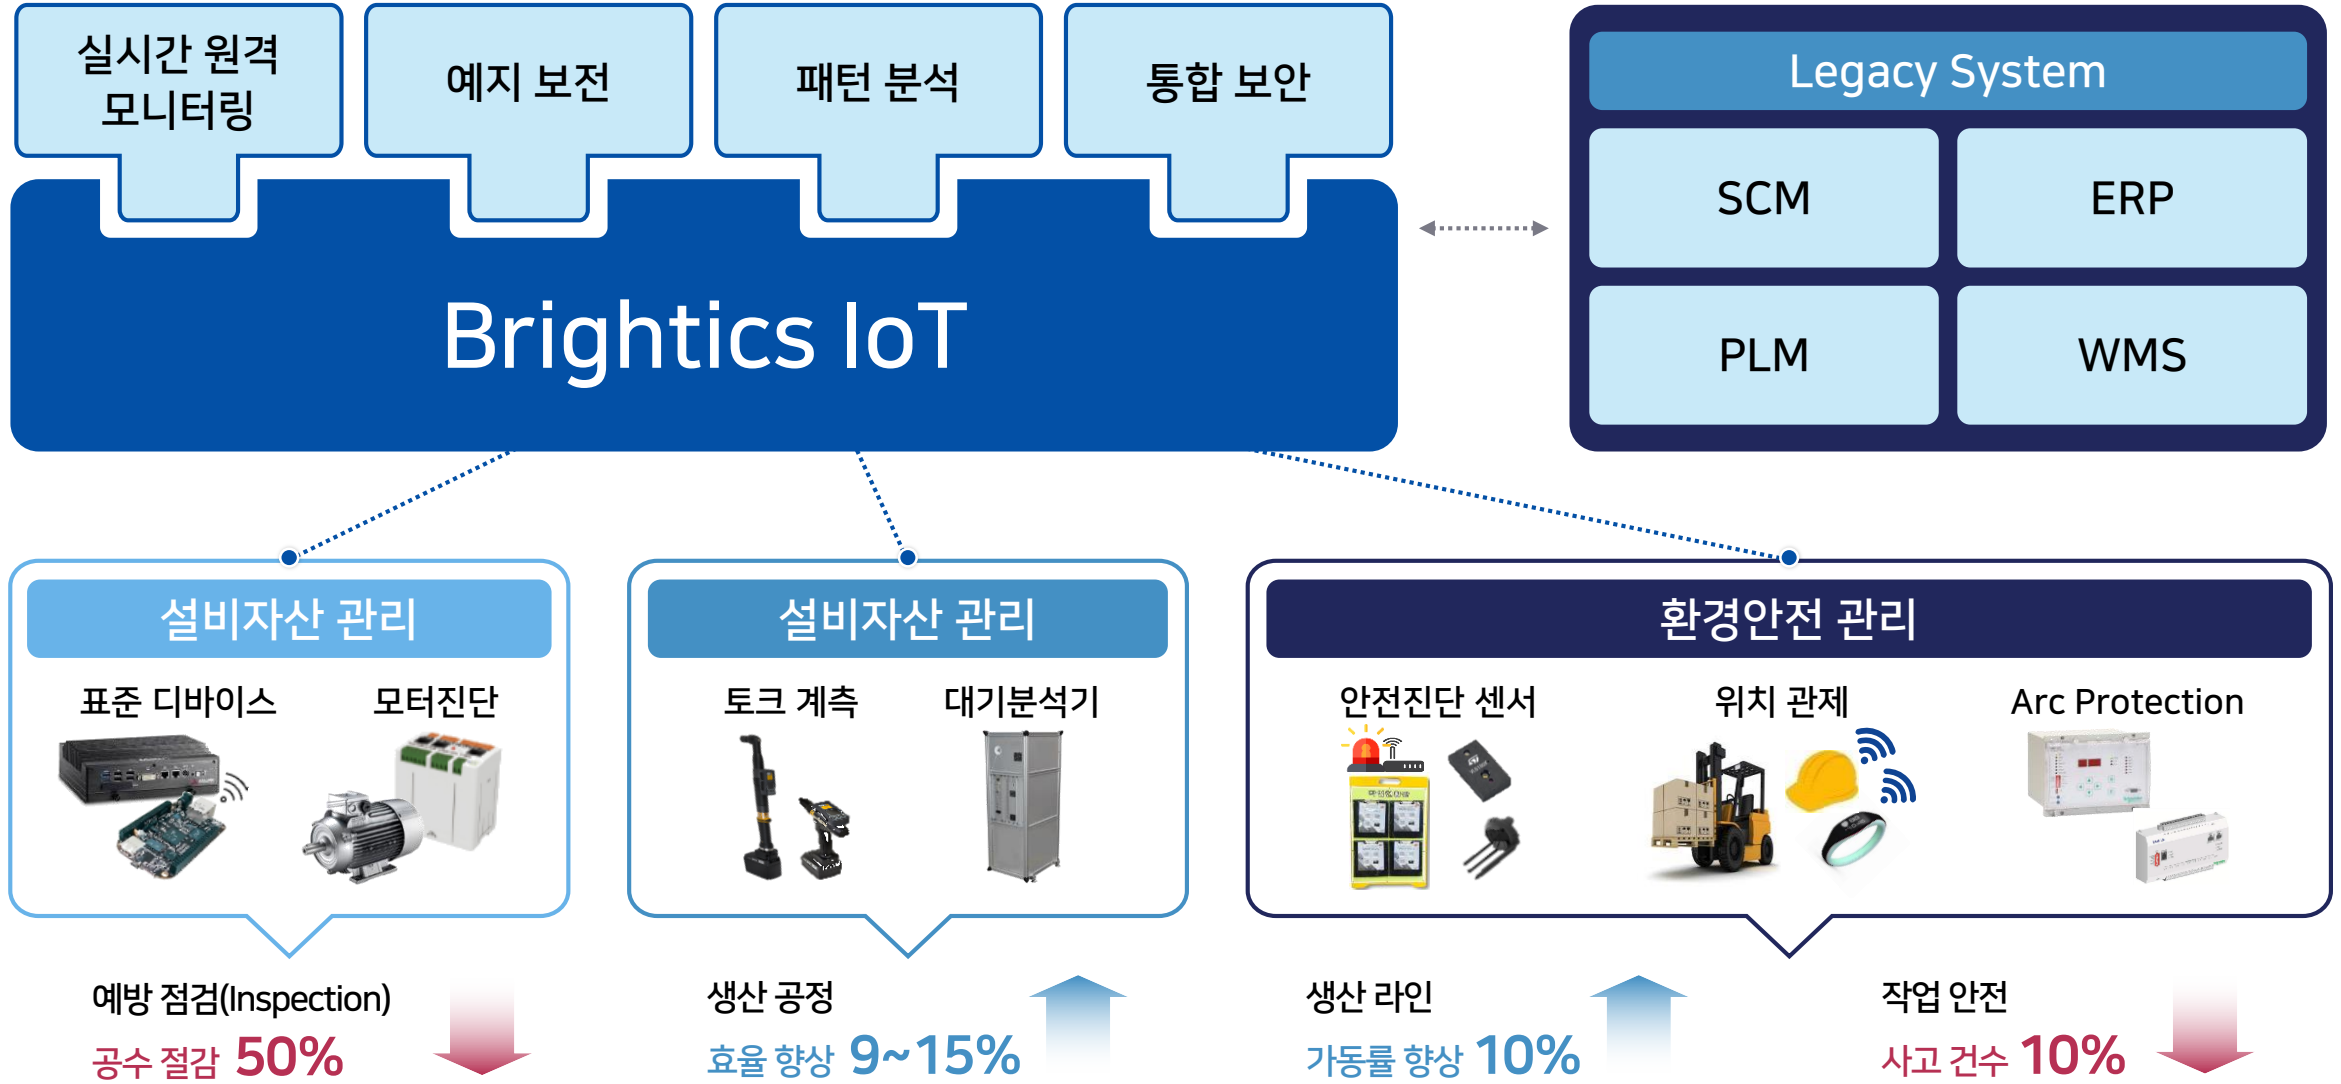 실시간 원격
모니터링
예지 보전
패턴 분석
통합 보안
Brightics IoT
Legacy System
SCM
ERP
PLM
WMS
설비자산 관리
표준 디바이스
모터진단
설비자산 관리
토크 계측
대기분석기
환경안전 관리
안전진단 센서
위치 관제
Arc Protection
예방 점검(Inspection)
공수 절감 50%
생산 공정
효율 향상 9~15%
생산 라인
가동률 향상 10%
작업 안전
사고 건수 10%